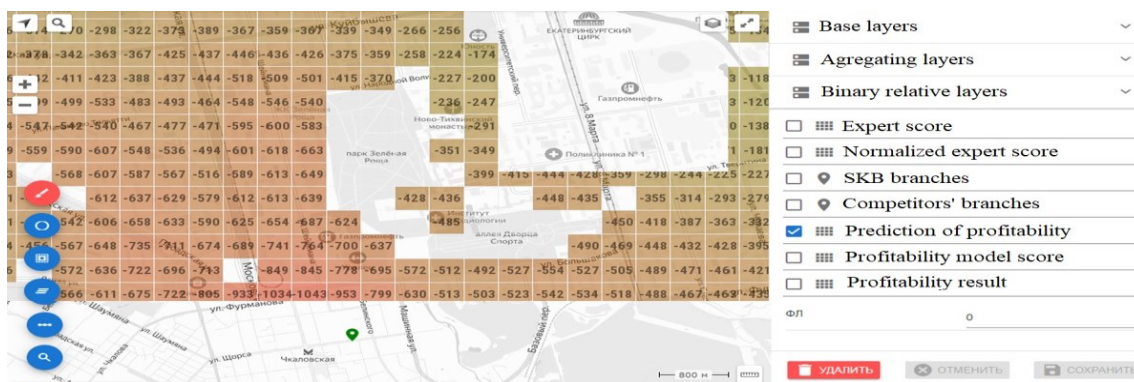 -298 -322 -373 -389 -367 -359 -367 -339 -349 -266 -256
ЕКАТЕРИНБУРГСКИЙ
ЦИРК
-378 -342 -363 -367 -425 -437 -446 -436 -426 -375 -359 -258 -224 -174
-411 -423 -388 -437 -444 -518 -509 -501 -415 -370 -227 -200 -118
Газпромнефть
-499 -533 -483 -493 -464 -548 -546 -540 -236 -247
ул. 8 Марта
-547 -542 -540 -467 -477 -471 -595 -600 -583 -291 -138
-559 -590 -607 -548 -536 -494 -601 -618 -663 -351 -349
парк Зелёная
Роща
Поликлиника № 1
-568 -607 -587 -567 -516 -589 -613 -649 -399 -415 -444 -428 -359 -298 -244 -225 -227
-612 -637 -629 -579 -612 -613 -639 -428 -436 -448 -435 -355 -314 -293 -279
-542 -606 -658 -633 -590 -625 -654 -687 -624 -485 -450 -418 -387 -363 -332
Институт
аллея Дворца
Спорта
-456 -567 -648 -735 -711 -674 -689 -741 -764 -700 -637 -490 -469 -448 -432 -428 -395
-572 -636 -722 -696 -713 -849 -845 -778 -695 -572 -512 -492 -527 -554 -527 -505 -489 -471 -461 -421
-566 -611 -675 -722 -805 -933 -1034 -1043 -953 -799 -630 -513 -503 -523 -542 -534 -518 -488 -467 -463 -435
ул. Фурманова
ул. Шаумяна
ул. Щорса
Чкаловская
Машинная ул.
Базовый пер.
800 м
Base layers
Agregating layers
Binary relative layers
Expert score
Normalized expert score
SKB branches
Competitors' branches
Prediction of profitability
Profitability model score
Profitability result
ФЛ 0
УДАЛИТЬ ОТМЕНИТЬ СОХРАНИТЬ